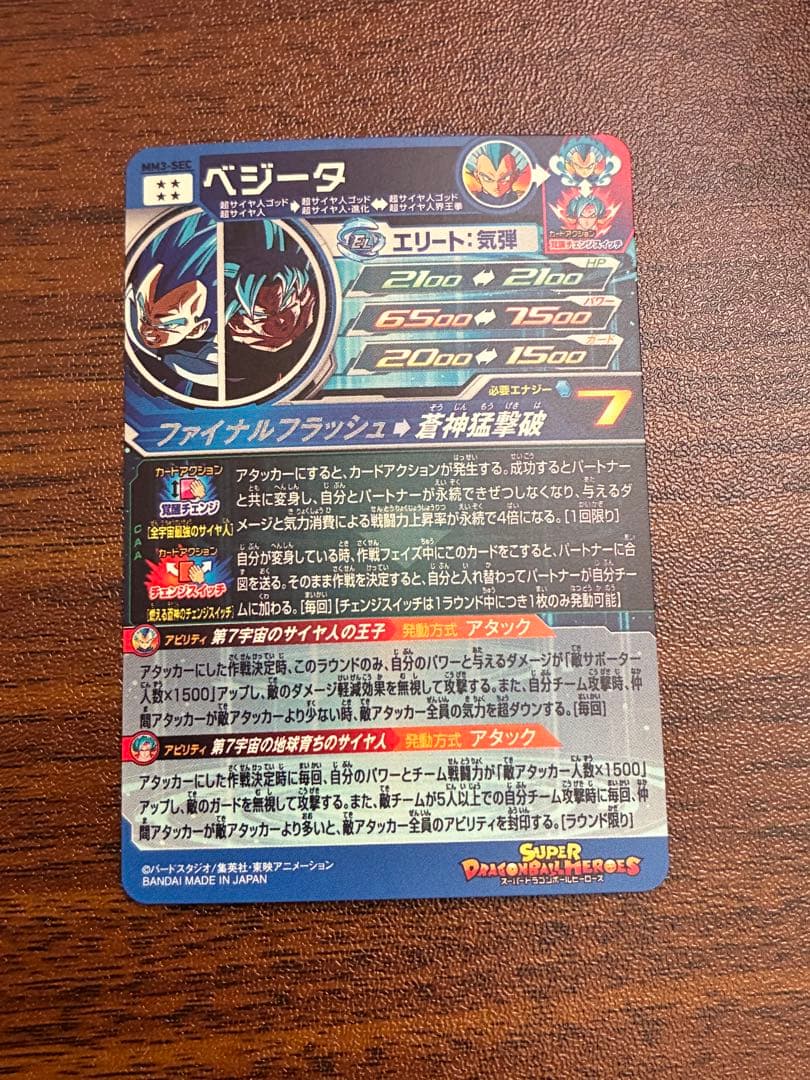 MM3-SEC
ベジータ
超サイヤ人ゴッド 超サイヤ人ゴッド 超サイヤ人ゴッド
超サイヤ人 超サイヤ人・進化 超サイヤ人界王拳
カードアクション
覚醒チェンジスイッチ
エリート:気弾
HP
2100 2100
パワー
6500 7500
ガード
2000 1500
必要エナジー 7
ファイナルフラッシュ 蒼神猛撃破
カードアクション
覚醒チェンジ
[全宇宙最強のサイヤ人]
アタッカーにすると、カードアクションが発生する。成功するとパートナー
と共に変身し、自分とパートナーが永続できぜつしなくなり、与えるダ
メージと気力消費による戦闘力上昇率が永続で4倍になる。[1回限り]
CAA
カードアクション
チェンジスイッチ
[燃える蒼神のチェンジスイッチ]
自分が変身している時、作戦フェイズ中にこのカードをこすると、パートナーに合
図を送る。そのまま作戦を決定すると、自分と入れ替わってパートナーが自分チー
ムに加わる。[毎回][チェンジスイッチは1ラウンド中につき1枚のみ発動可能]
アビリティ 第7宇宙のサイヤ人の王子 発動方式 アタック
アタッカーにした作戦決定時、このラウンドのみ、自分のパワーと与えるダメージが「敵サポーター
人数×1500」アップし、敵のダメージ軽減効果を無視して攻撃する。また、自分チーム攻撃時、仲
間アタッカーが敵アタッカーより少ない時、敵アタッカー全員の気力を超ダウンする。[毎回]
アビリティ 第7宇宙の地球育ちのサイヤ人 発動方式 アタック
アタッカーにした作戦決定時に毎回、自分のパワーとチーム戦闘力が「敵アタッカー人数×1500」
アップし、敵のガードを無視して攻撃する。また、敵チームが5人以上での自分チーム攻撃時に毎回、仲
間アタッカーが敵アタッカーより多いと、敵アタッカー全員のアビリティを封印する。[ラウンド限り]
©バードスタジオ/集英社・東映アニメーション
BANDAI MADE IN JAPAN
SUPER
DRAGONBALL HEROES
スーパードラゴンボールヒーローズ